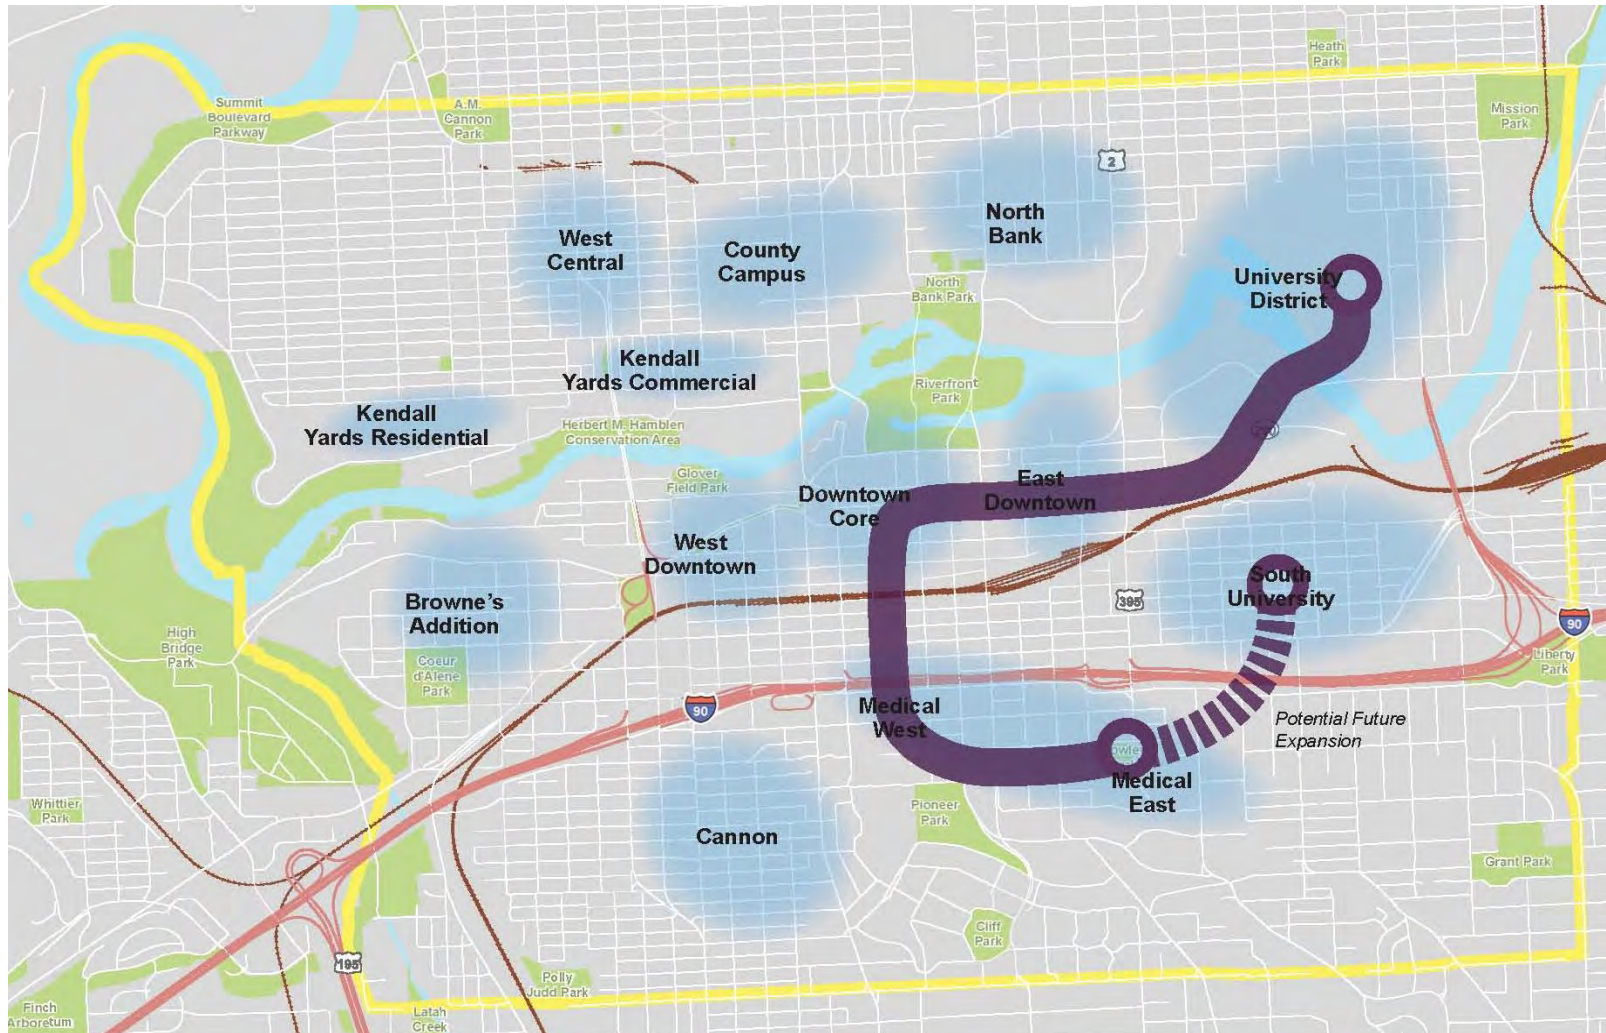 Heath
Park
Summit
Boulevard
Parkway
A.M.
Cannon
Park
Mission
Park
2
North
Bank
West
Central
County
Campus
University
District
North
Bank Park
Kendall
Yards Commercial
Riverfront
Park
Kendall
Yards Residential
Herbert M. Hamblen
Conservation Area
Glover
Field Park
Downtown
Core
East
Downtown
West
Downtown
South
University
Browne's
Addition
395
90
High
Bridge
Park
Coeur
d'Alene
Park
Liberty
Park
90
Medical
West
Potential Future
Expansion
owle
Medical
East
Whittier
Park
Pioneer
Park
Cannon
Grant Park
Cliff
Park
195
Polly
Judd Park
Finch
Arboretum
Latah
Creek